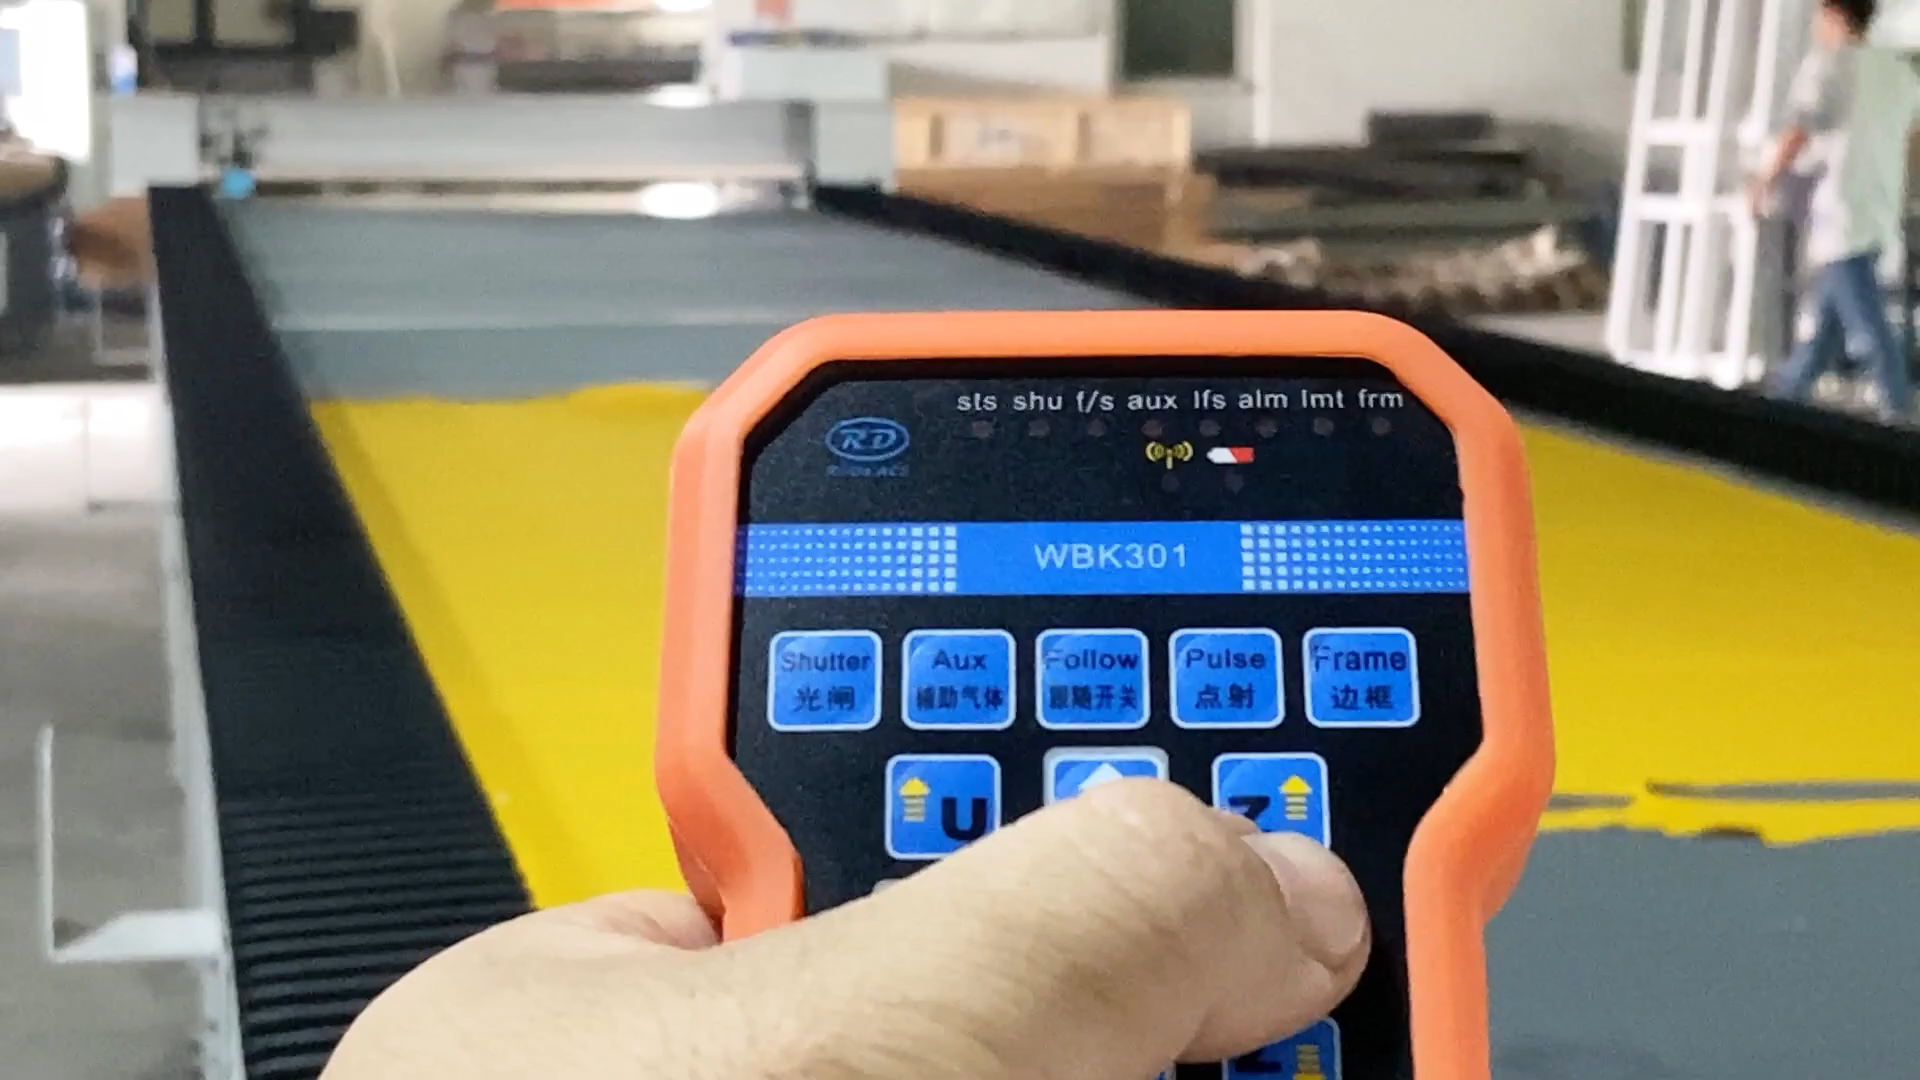 sts shu f/s aux lfs alm lmt frm
RD
WBK301
Shutter Aux Follow Pulse Frame
光闸 辅助气体 跟随开关 点射 边框
U Z
Z